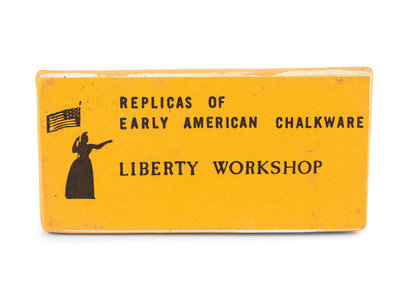 REPLICAS OF
EARLY AMERICAN CHALKWARE
LIBERTY WORKSHOP